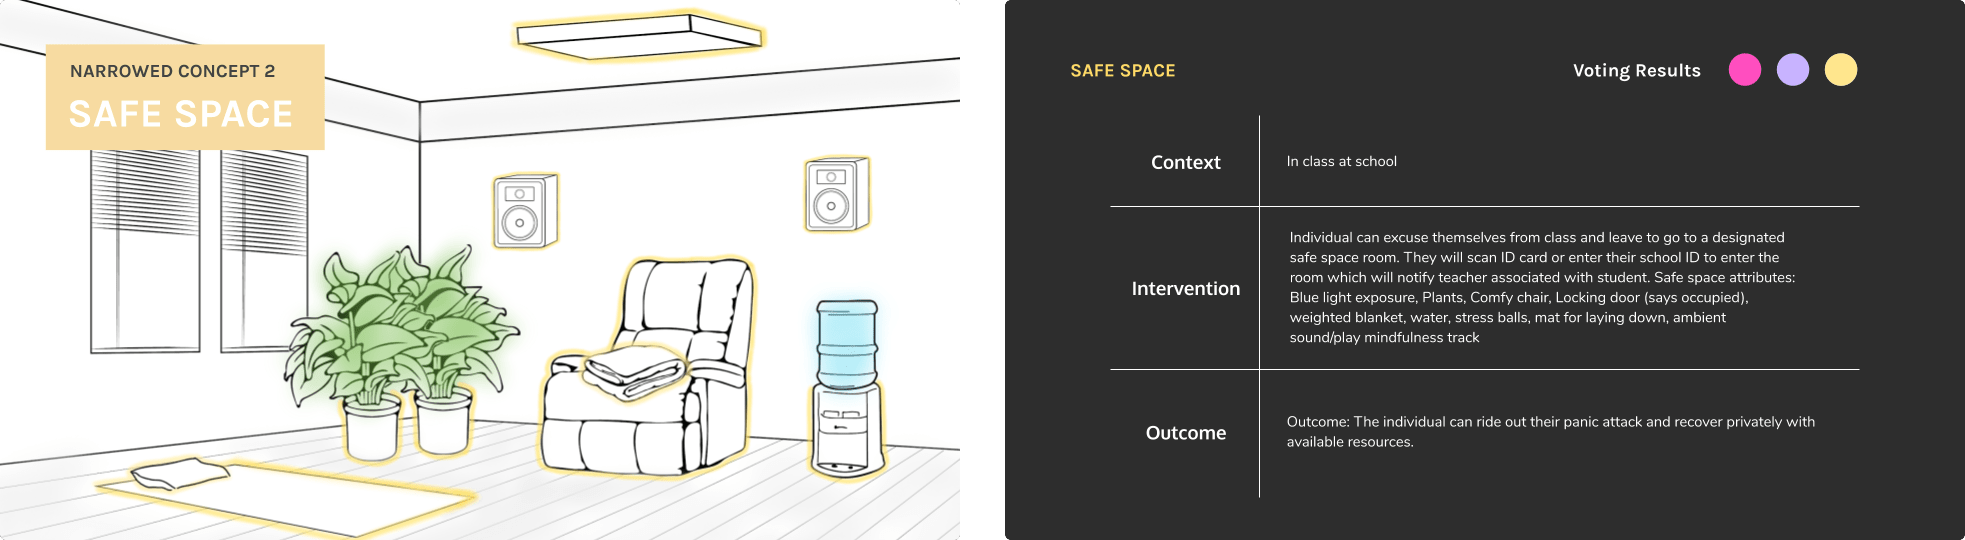 NARROWED CONCEPT 2
SAFE SPACE
SAFE SPACE
Voting Results
Context
In class at school
Intervention
Individual can excuse themselves from class and leave to go to a designated
safe space room. They will scan ID card or enter their school ID to enter the
room which will notify teacher associated with student. Safe space attributes:
Blue light exposure, Plants, Comfy chair, Locking door (says occupied),
weighted blanket, water, stress balls, mat for laying down, ambient
sound/play mindfulness track
Outcome
Outcome: The individual can ride out their panic attack and recover privately with
available resources.